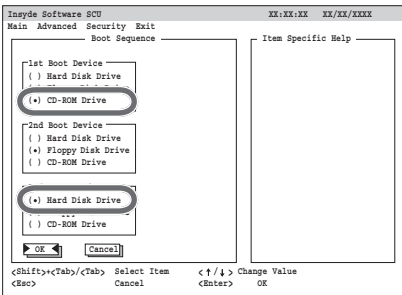 Insyde Software SCU XX:XX:XX XX/XX/XXXX
Main Advanced Security Exit
Boot Sequence
Item Specific Help
1st Boot Device
( ) Hard Disk Drive
(•) CD-ROM Drive
2nd Boot Device
( ) Hard Disk Drive
(•) Floppy Disk Drive
( ) CD-ROM Drive
(•) Hard Disk Drive
( ) CD-ROM Drive
OK Cancel
<Shift>+<Tab>/<Tab> Select Item <↑/↓> Change Value
<Esc> Cancel <Enter> OK